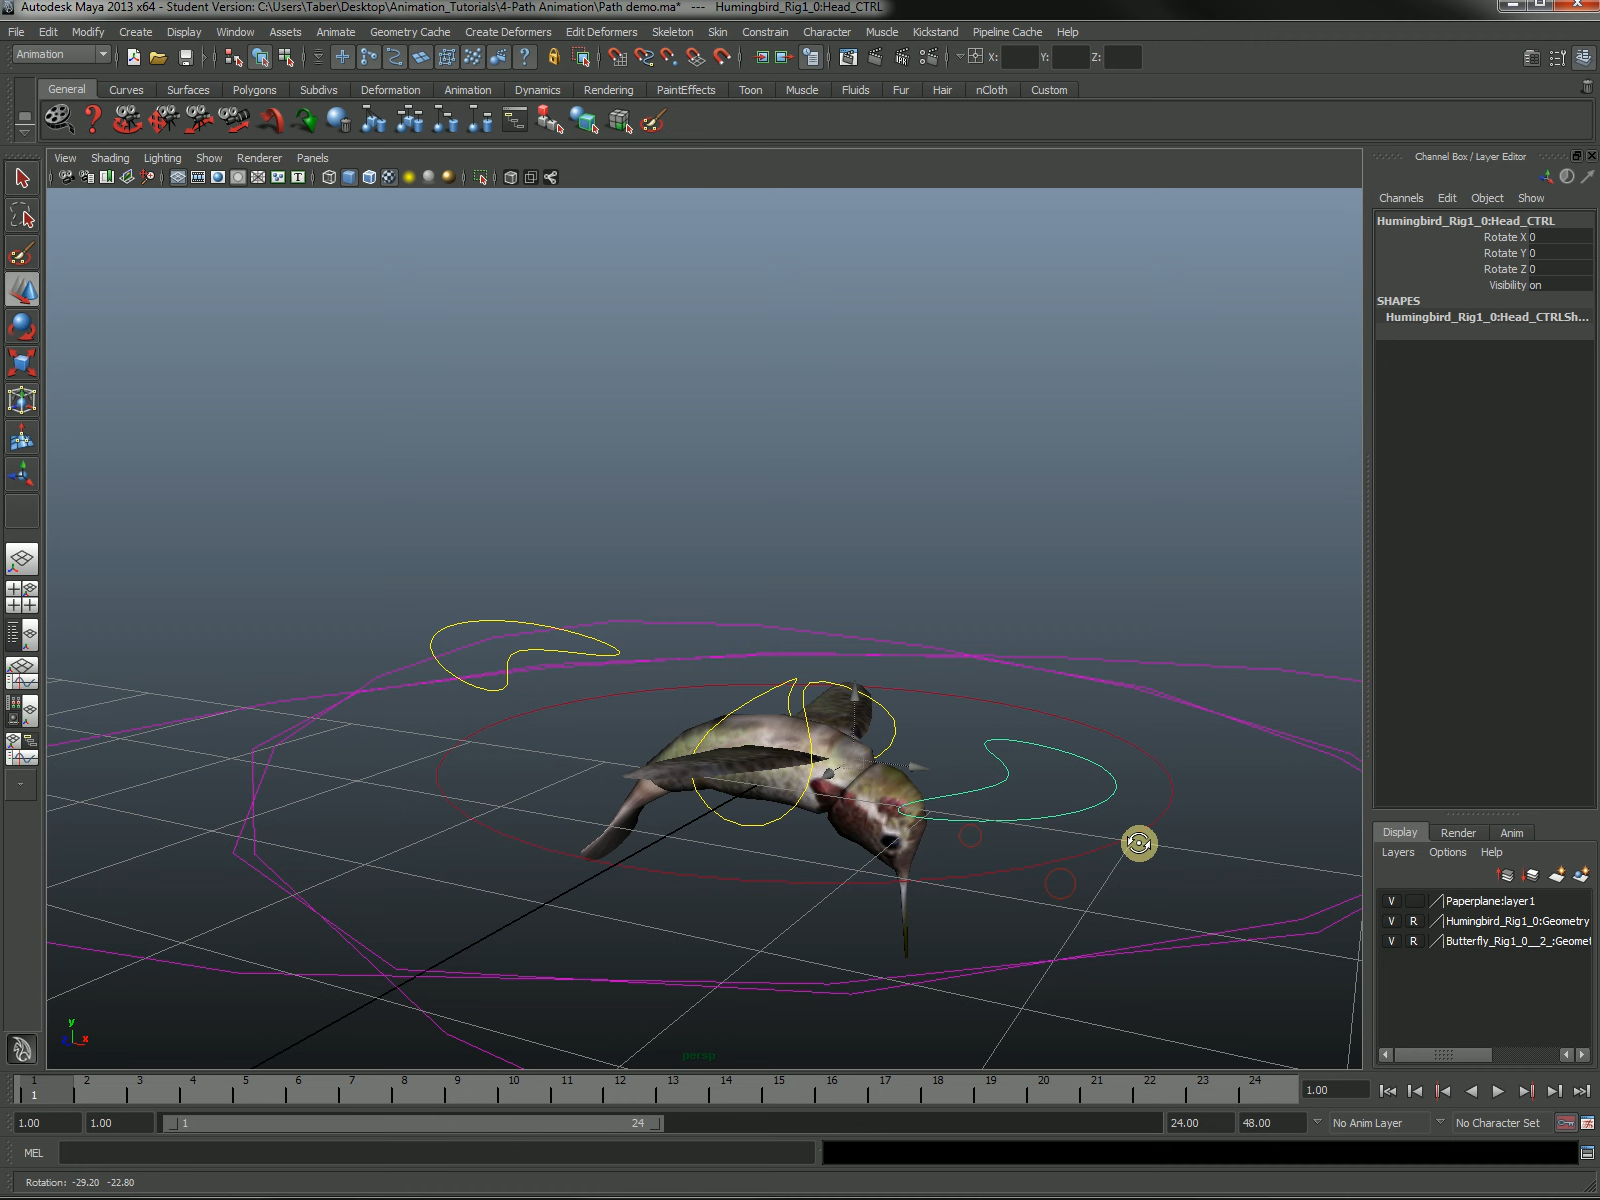 Autodesk Maya 2013 x64 - Student Version: C:\Users\Taber\Desktop\Animation_Tutorials\4-Path Animation\Path demo.ma* --- Humingbird_Rig1_0:Head_CTRL
File Edit Modify Create Display Window Assets Animate Geometry Cache Create Deformers Edit Deformers Skeleton Skin Constrain Character Muscle Kickstand Pipeline Cache Help
Animation X: Y: Z:
General Curves Surfaces Polygons Subdivs Deformation Animation Dynamics Rendering PaintEffects Toon Muscle Fluids Fur Hair nCloth Custom
View Shading Lighting Show Renderer Panels
Channel Box / Layer Editor
Channels Edit Object Show
Humingbird_Rig1_0:Head_CTRL
Rotate X 0
Rotate Y 0
Rotate Z 0
Visibility on
SHAPES
Humingbird_Rig1_0:Head_CTRLSh...
Display Render Anim
Layers Options Help
V Paperplane:layer1
V R Humingbird_Rig1_0:Geometry
V R Butterfly_Rig1_0__2_:Geomet
y
x
persp
1 2 3 4 5 6 7 8 9 10 11 12 13 14 15 16 17 18 19 20 21 22 23 24
1
1.00
1.00 1.00 1 24 24.00 48.00 No Anim Layer No Character Set
MEL
Rotation: -29.20 -22.80